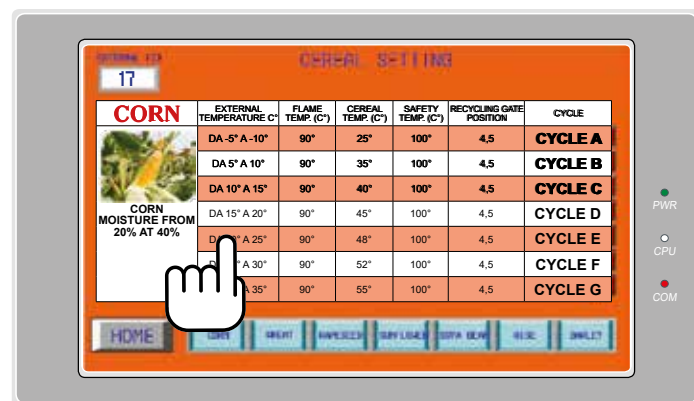 EXTERNAL
CEREAL SETTING
17
CORN
EXTERNAL TEMPERATURE C° FLAME TEMP. (C°) CEREAL TEMP. (C°) SAFETY TEMP. (C°) RECYCLING GATE POSITION CYCLE
DA -5° A -10° 90° 25° 100° 4,5 CYCLE A
DA 5° A 10° 90° 35° 100° 4,5 CYCLE B
DA 10° A 15° 90° 40° 100° 4,5 CYCLE C
CORN
MOISTURE FROM
20% AT 40%
DA 15° A 20° 90° 45° 100° 4,5 CYCLE D
A 25° 90° 48° 100° 4,5 CYCLE E
A 30° 90° 52° 100° 4,5 CYCLE F
A 35° 90° 55° 100° 4,5 CYCLE G
PWR
CPU
COM
HOME CORN WHEAT RAPESEED SUNFLOWER SOYA BEAN RISE BARLEY